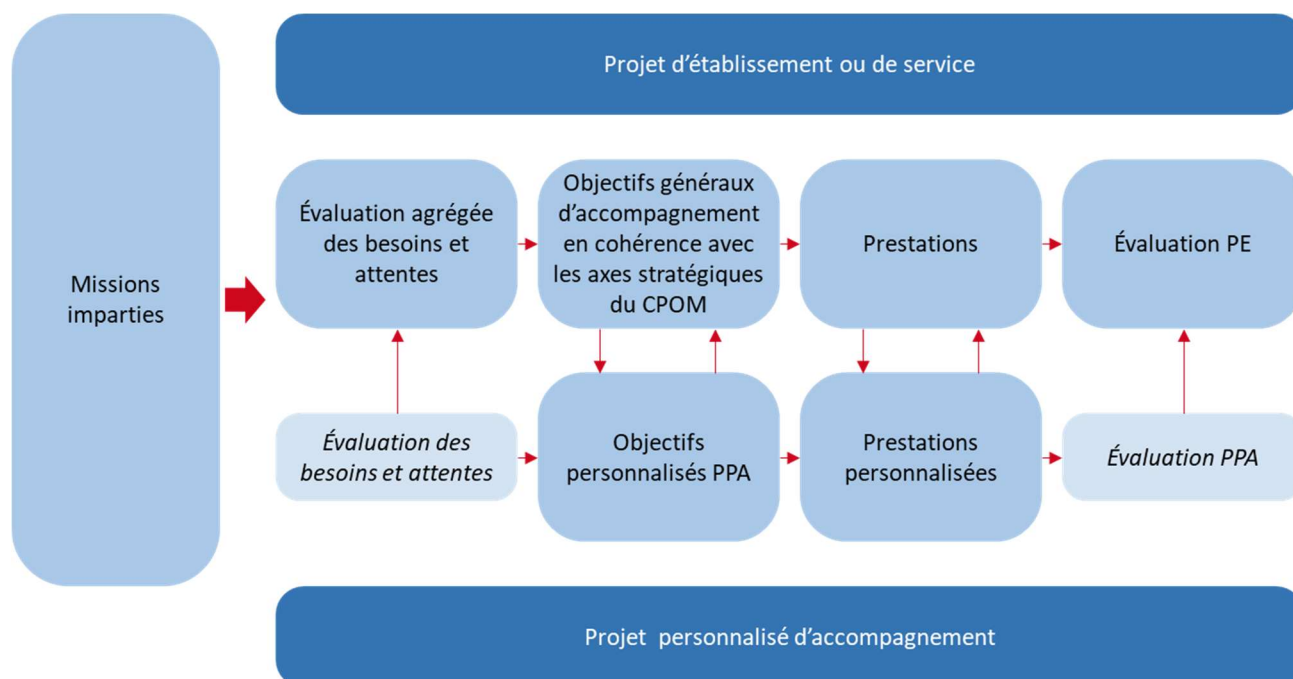 Projet d’établissement ou de service
Missions
imparties
Évaluation agrégée
des besoins et
attentes
Objectifs généraux
d’accompagnement
en cohérence avec
les axes stratégiques
du CPOM
Prestations
Évaluation PE
Évaluation des
besoins et attentes
Objectifs
personnalisés PPA
Prestations
personnalisées
Évaluation PPA
Projet personnalisé d’accompagnement